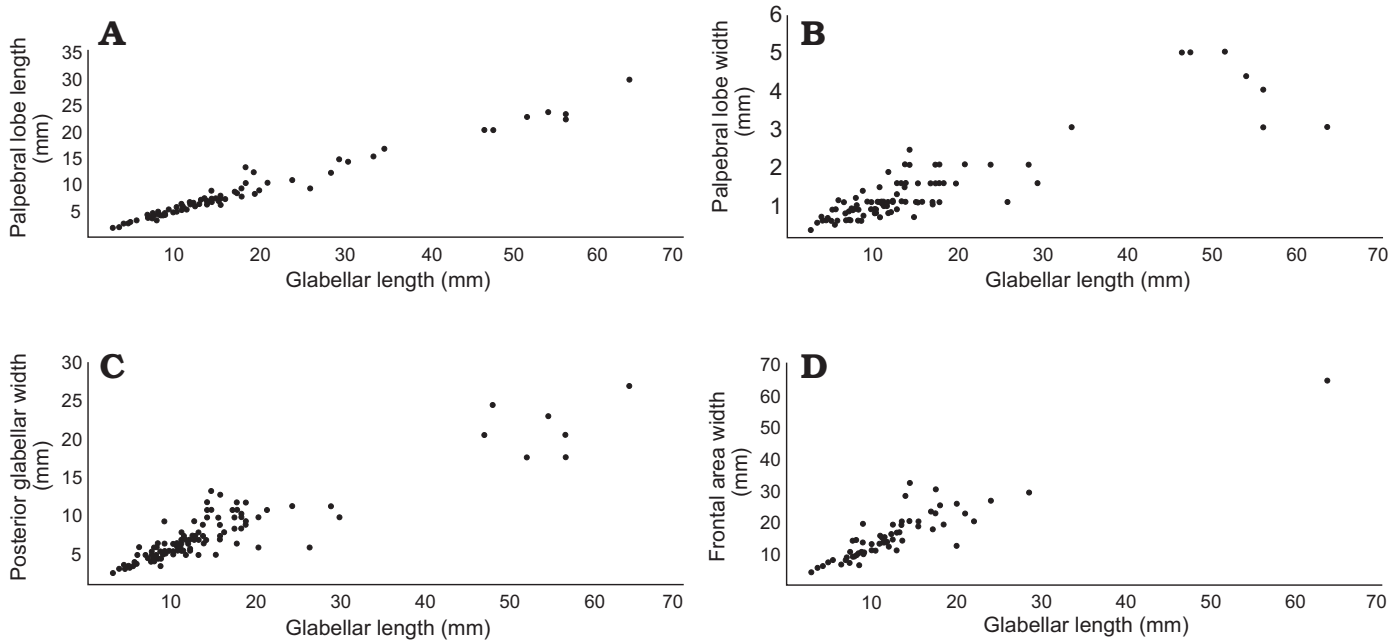 A
Palpebral lobe length
(mm)
35
30
25
20
15
10
5
10 20 30 40 50 60 70
Glabellar length (mm)
B
Palpebral lobe width
(mm)
6
5
4
3
2
1
10 20 30 40 50 60 70
Glabellar length (mm)
C
Posterior glabellar width
(mm)
30
25
20
15
10
5
10 20 30 40 50 60 70
Glabellar length (mm)
D
Frontal area width
(mm)
70
60
50
40
30
20
10
10 20 30 40 50 60 70
Glabellar length (mm)